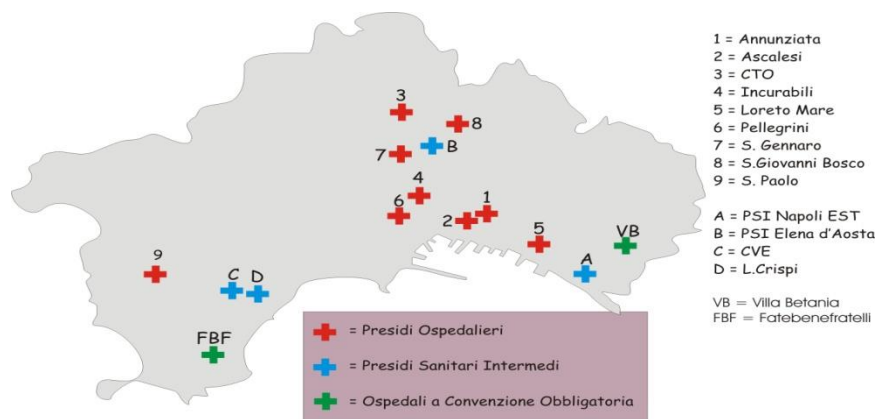 3
8
B
7
4
6
1
2
5
VB
A
9
C
D
FBF
1 = Annunziata
2 = Ascalesi
3 = CTO
4 = Incurabili
5 = Loreto Mare
6 = Pellegrini
7 = S. Gennaro
8 = S.Giovanni Bosco
9 = S. Paolo
A = PSI Napoli EST
B = PSI Elena d'Aosta
C = CVE
D = L.Crispi
VB = Villa Betania
FBF = Fatebenefratelli
= Presidi Ospedalieri
= Presidi Sanitari Intermedi
= Ospedali a Convenzione Obbligatoria